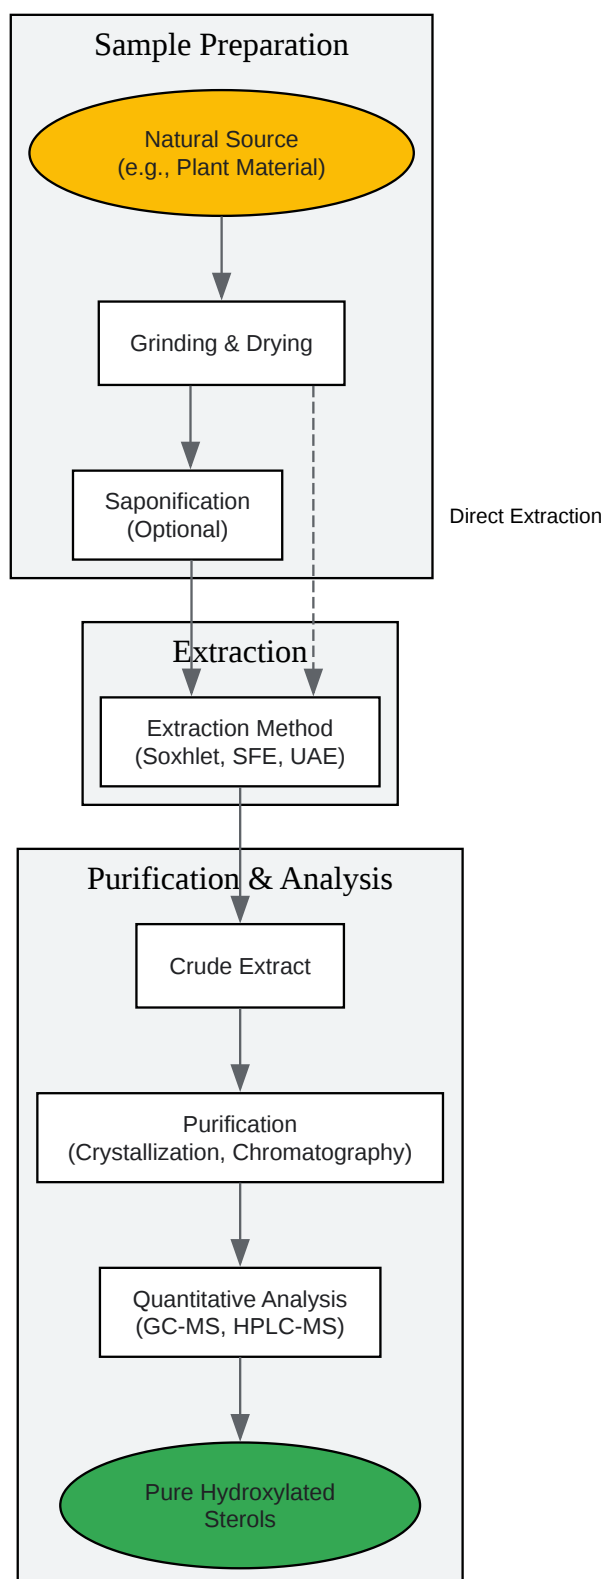 Sample Preparation
Natural Source
(e.g., Plant Material)
Grinding & Drying
Saponification
(Optional)
Direct Extraction
Extraction
Extraction Method
(Soxhlet, SFE, UAE)
Purification & Analysis
Crude Extract
Purification
(Crystallization, Chromatography)
Quantitative Analysis
(GC-MS, HPLC-MS)
Pure Hydroxylated
Sterols